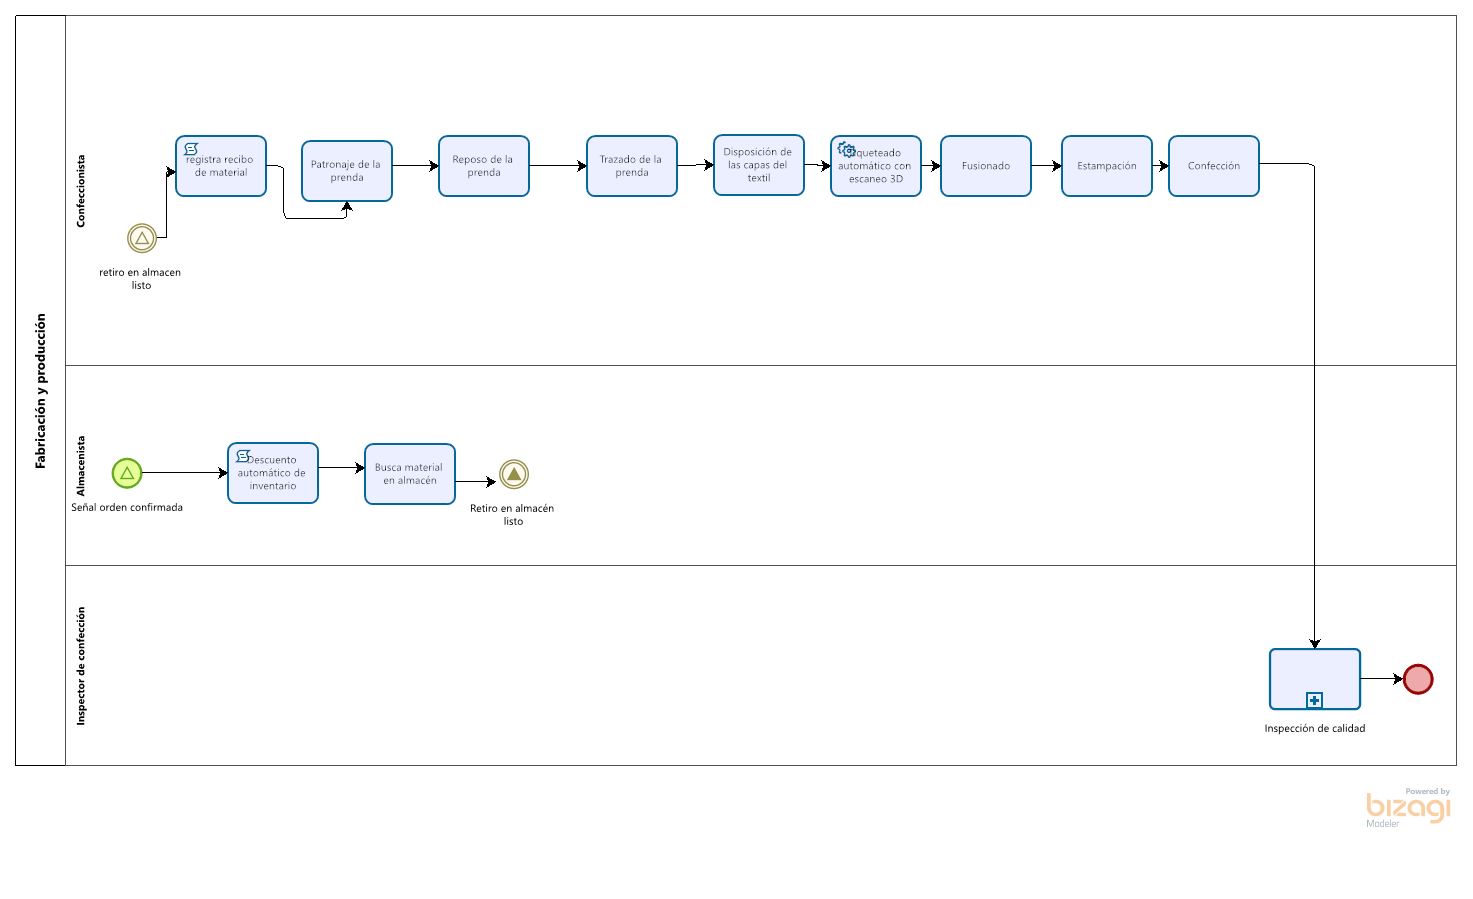 Fabricación y producción
Confeccionista
registra recibo
de material
Patronaje de la
prenda
Reposo de la
prenda
Trazado de la
prenda
Disposición de
las capas del
textil
queteado
automático con
escaneo 3D
Fusionado
Estampación
Confección
retiro en almacen
listo
Almacenista
Señal orden confirmada
Descuento
automático de
inventario
Busca material
en almacén
Retiro en almacén
listo
Inspector de confección
Inspección de calidad
Powered by
bizagi
Modeler